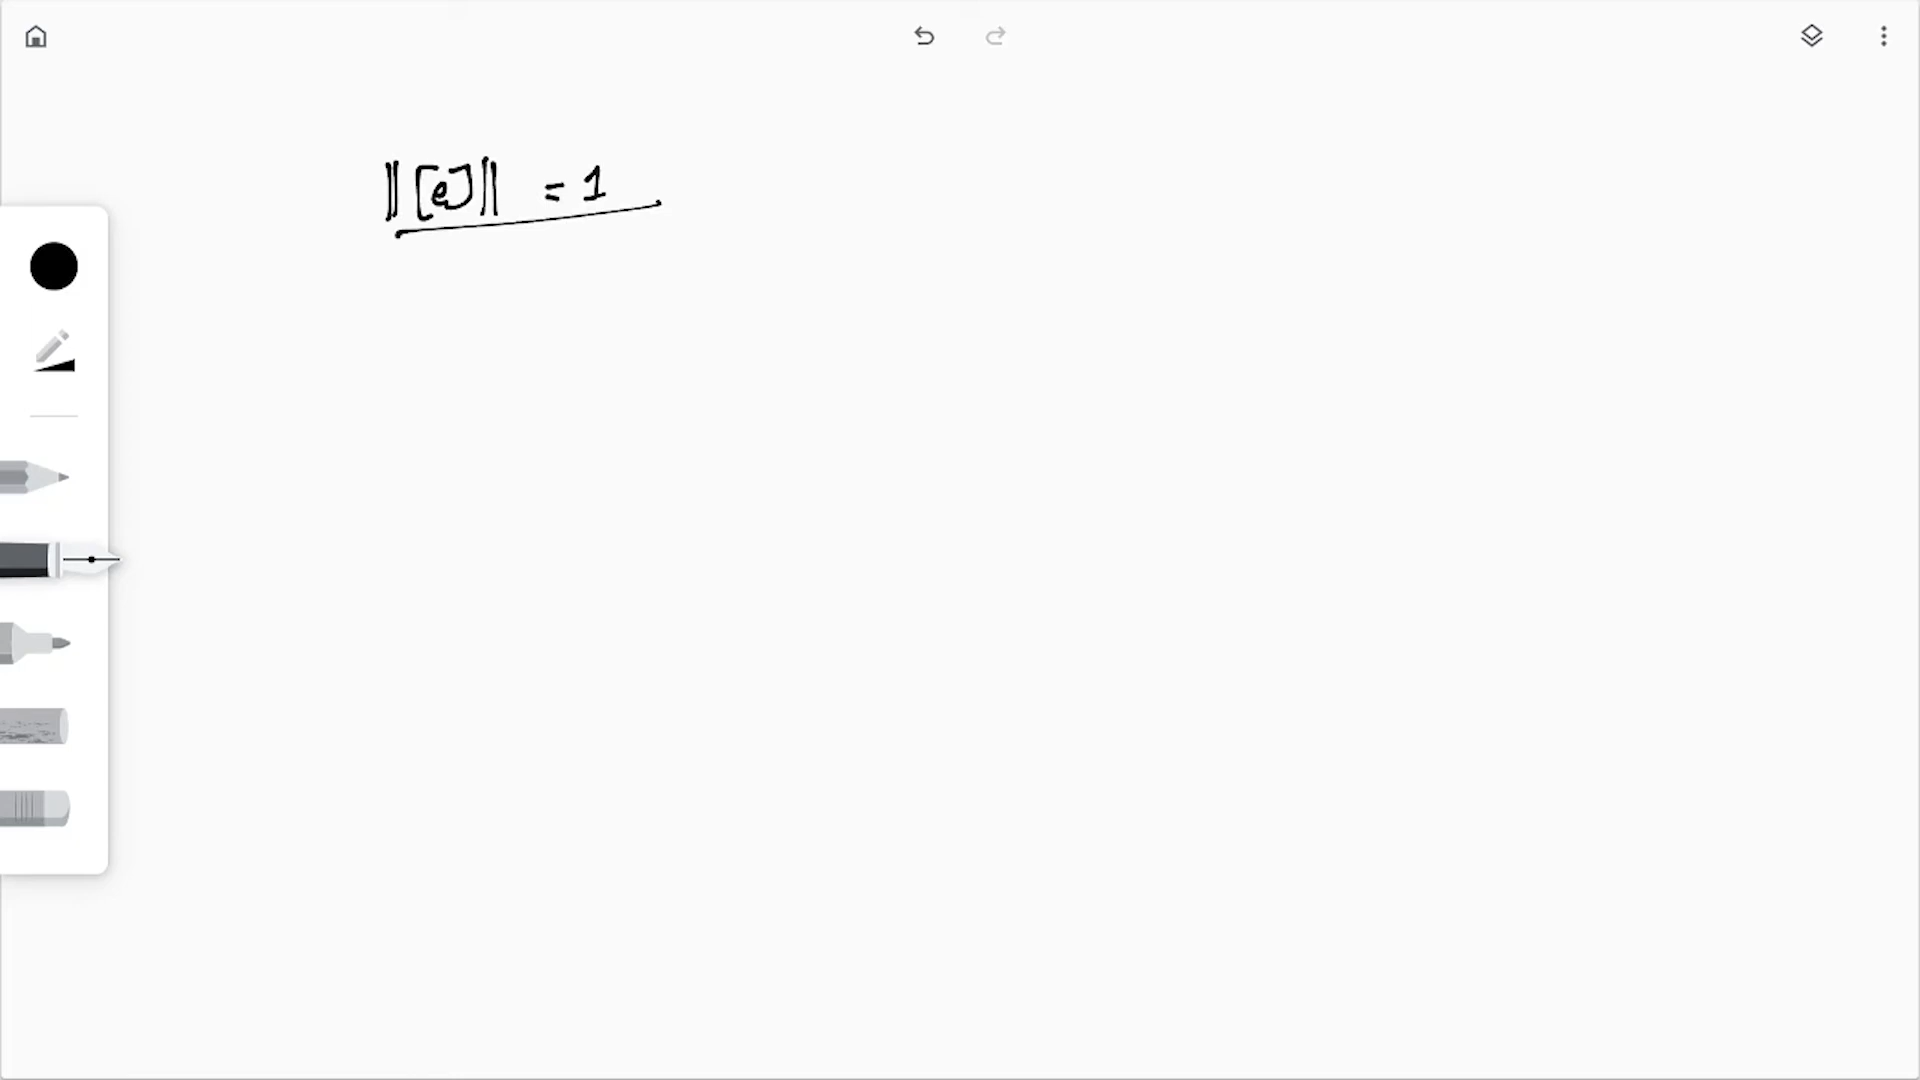 ‖[e]‖ = 1